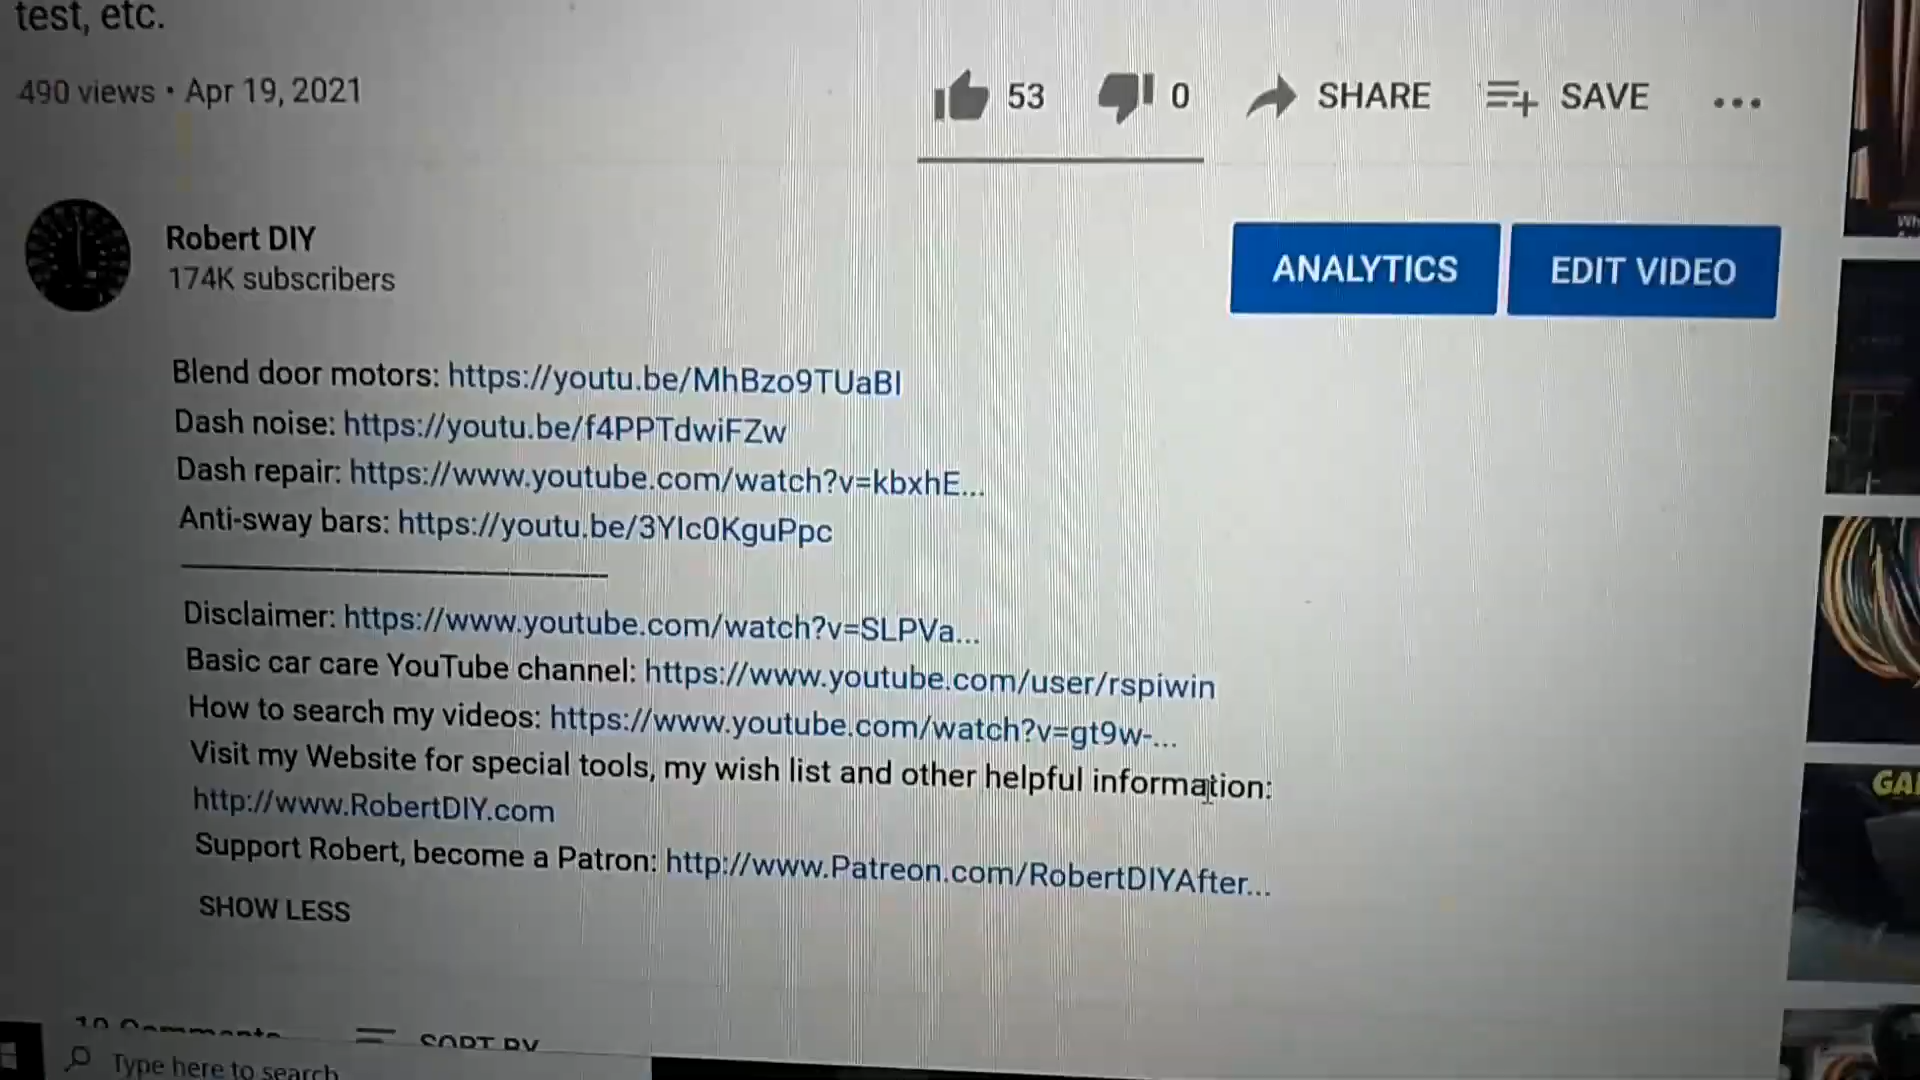 test, etc.
490 views • Apr 19, 2021
53
0
SHARE
SAVE
Robert DIY
174K subscribers
ANALYTICS
EDIT VIDEO
Blend door motors: https://youtu.be/MhBzo9TUaBI
Dash noise: https://youtu.be/f4PPTdwiFZw
Dash repair: https://www.youtube.com/watch?v=kbxhE...
Anti-sway bars: https://youtu.be/3YIc0KguPpc
Disclaimer: https://www.youtube.com/watch?v=SLPVa...
Basic car care YouTube channel: https://www.youtube.com/user/rspiwin
How to search my videos: https://www.youtube.com/watch?v=gt9w-...
Visit my Website for special tools, my wish list and other helpful information:
http://www.RobertDIY.com
Support Robert, become a Patron: http://www.Patreon.com/RobertDIYAfter...
SHOW LESS
Comments
SORT BY
Type here to search